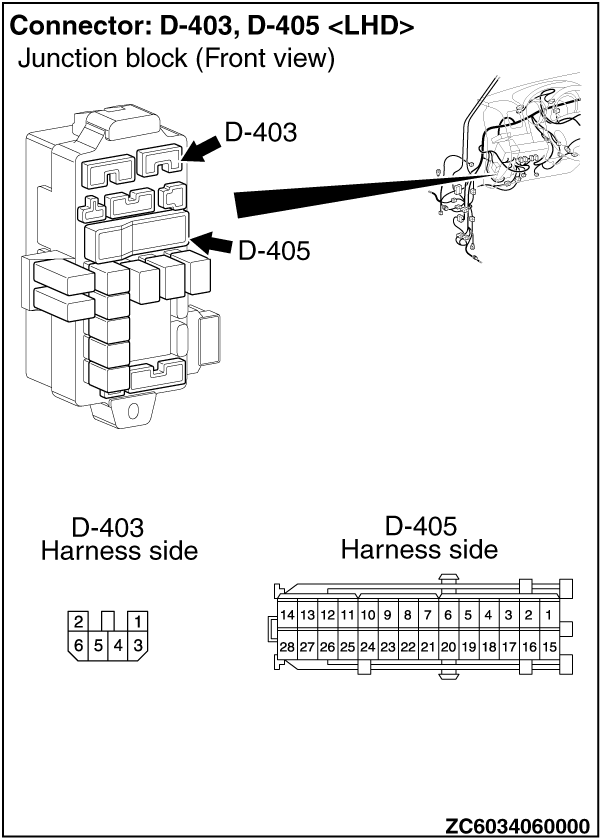 Connector: D-403, D-405 <LHD>
Junction block (Front view)
D-403
D-405
D-403
Harness side
2 1
6 5 4 3
D-405
Harness side
14 13 12 11 10 9 8 7 6 5 4 3 2 1
28 27 26 25 24 23 22 21 20 19 18 17 16 15
ZC6034060000